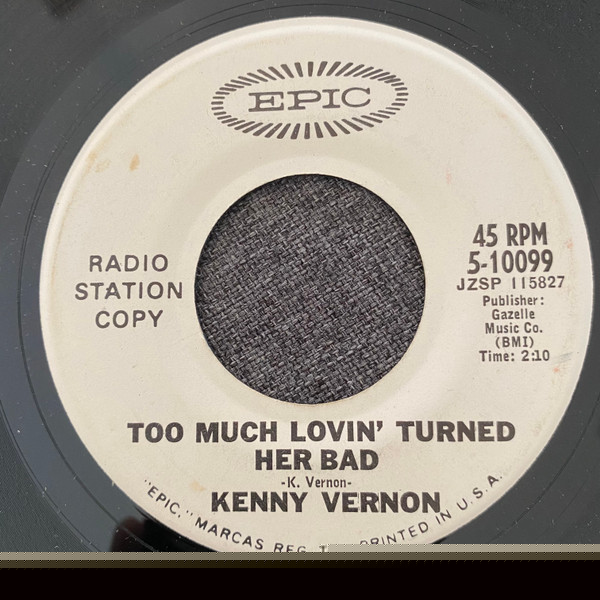 EPIC
RADIO
STATION
COPY
45 RPM
5-10099
JZSP 115827
Publisher:
Gazelle
Music Co.
(BMI)
Time: 2:10
TOO MUCH LOVIN' TURNED
HER BAD
-K. Vernon-
KENNY VERNON
"EPIC," MARCAS REG. PRINTED IN U.S.A.